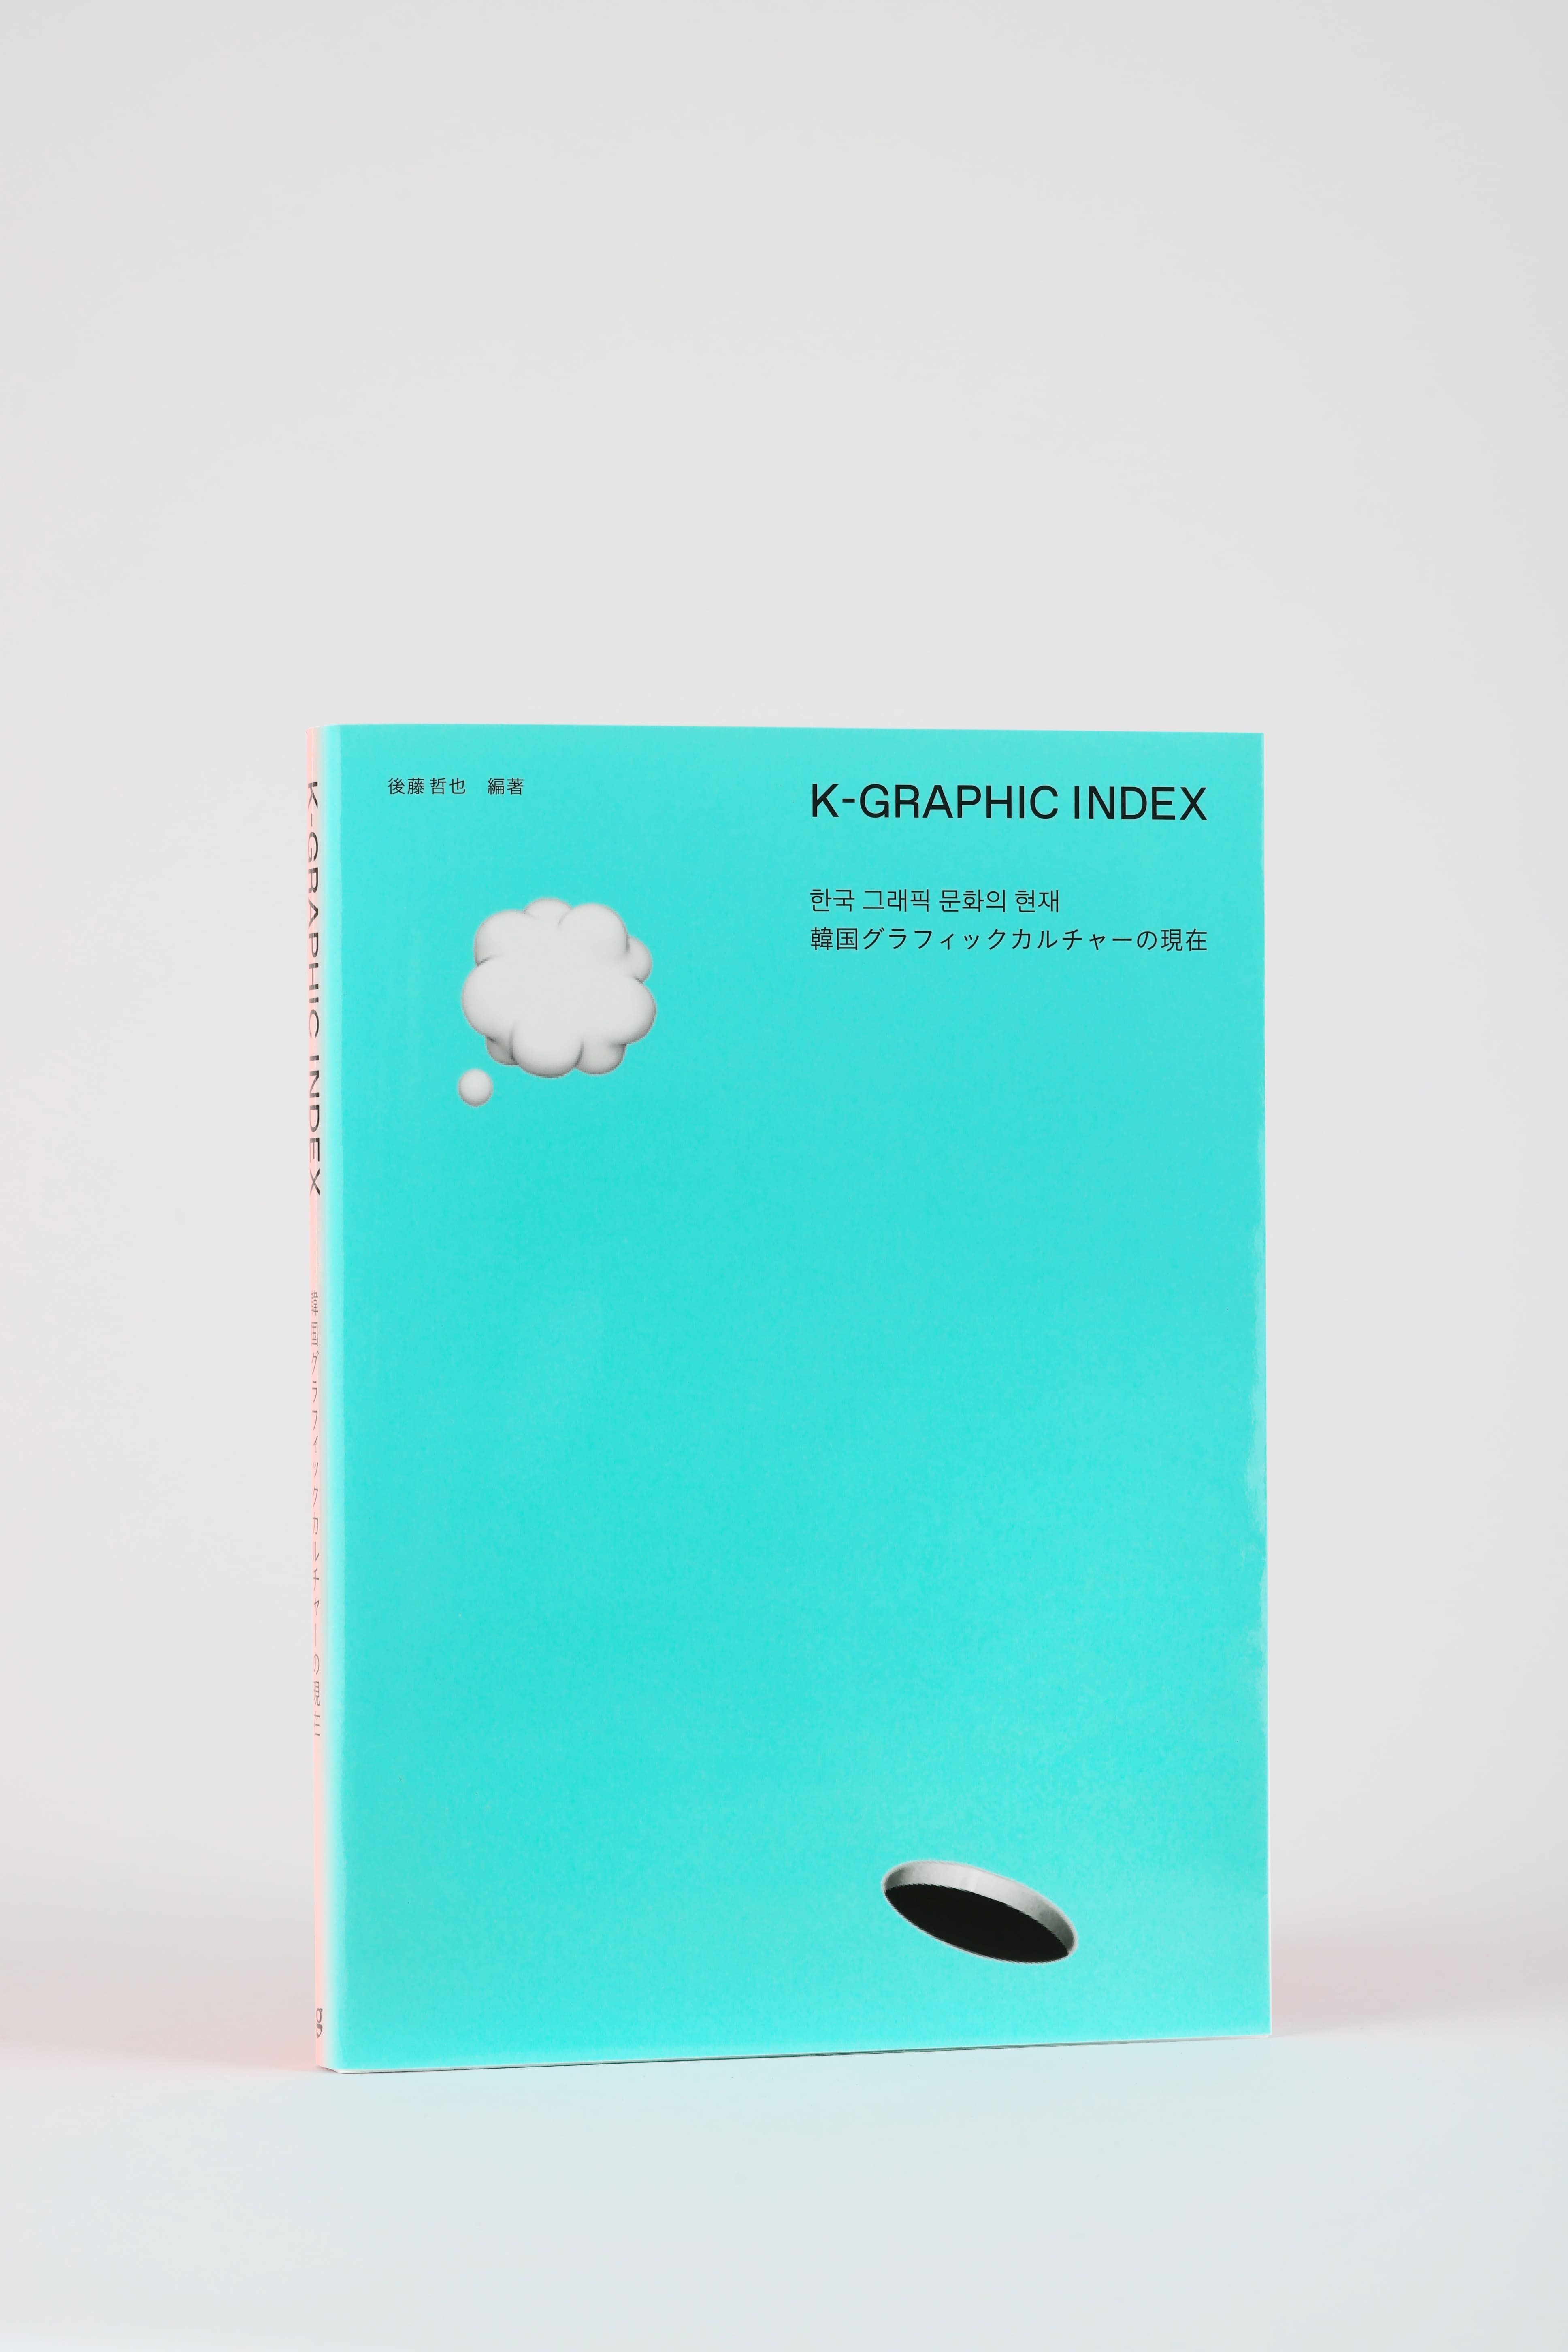 後藤哲也 編著
K-GRAPHIC INDEX
한국 그래픽 문화의 현재
韓国グラフィックカルチャーの現在
K-GRAPHIC INDEX
韓国グラフィックカルチャーの現在